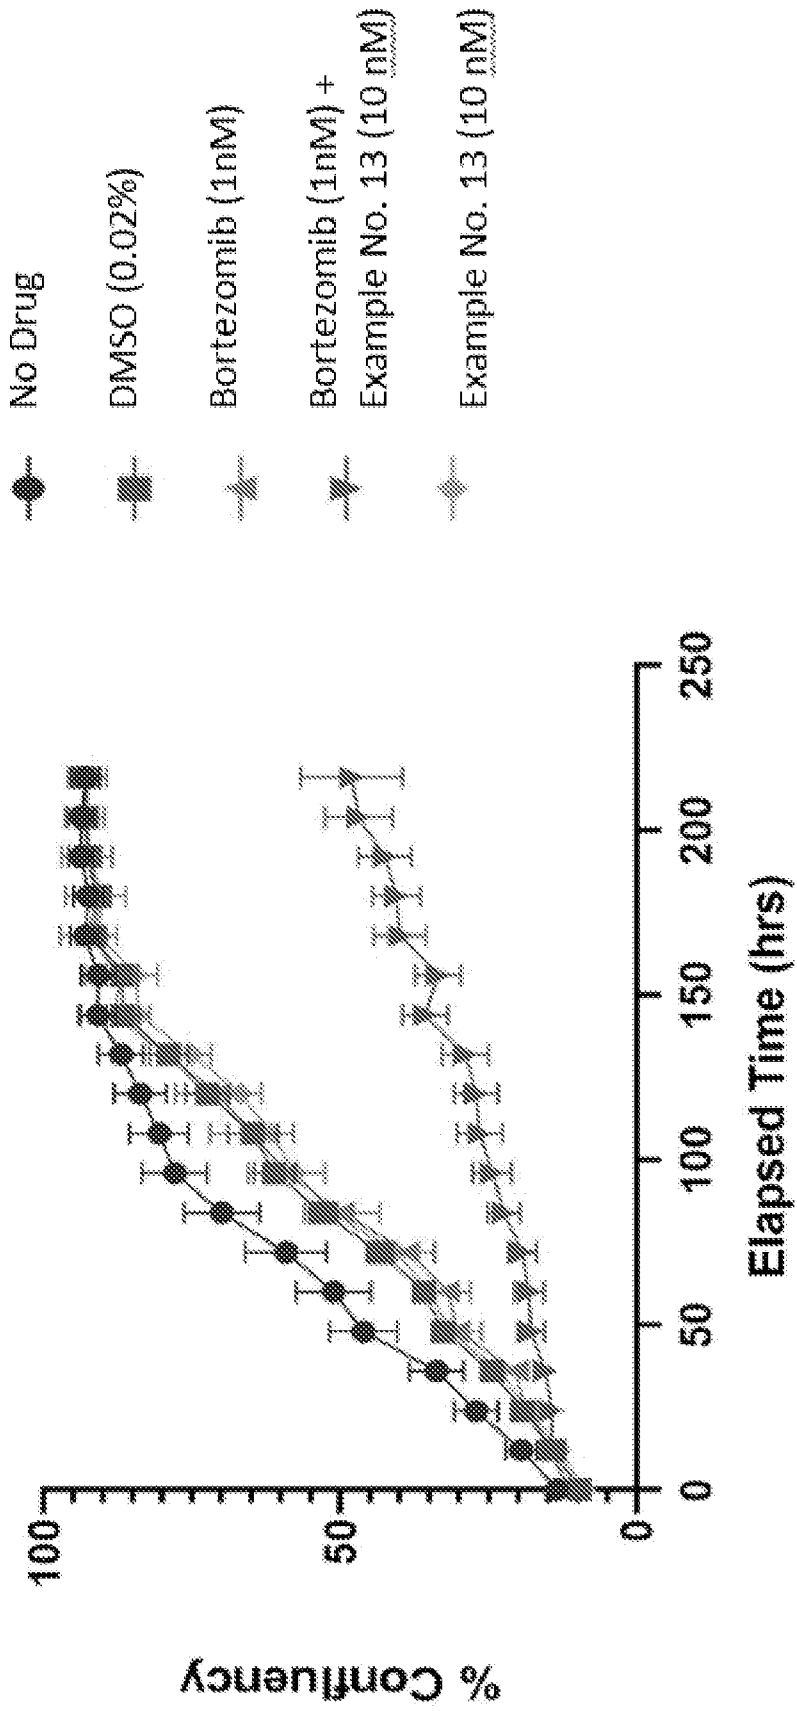 % Confluency
100
50
0
0
50
100
150
200
250
Elapsed Time (hrs)
No Drug
DMSO (0.02%)
Bortezomib (1nM)
Bortezomib (1nM) +
Example No. 13 (10 nM)
Example No. 13 (10 nM)